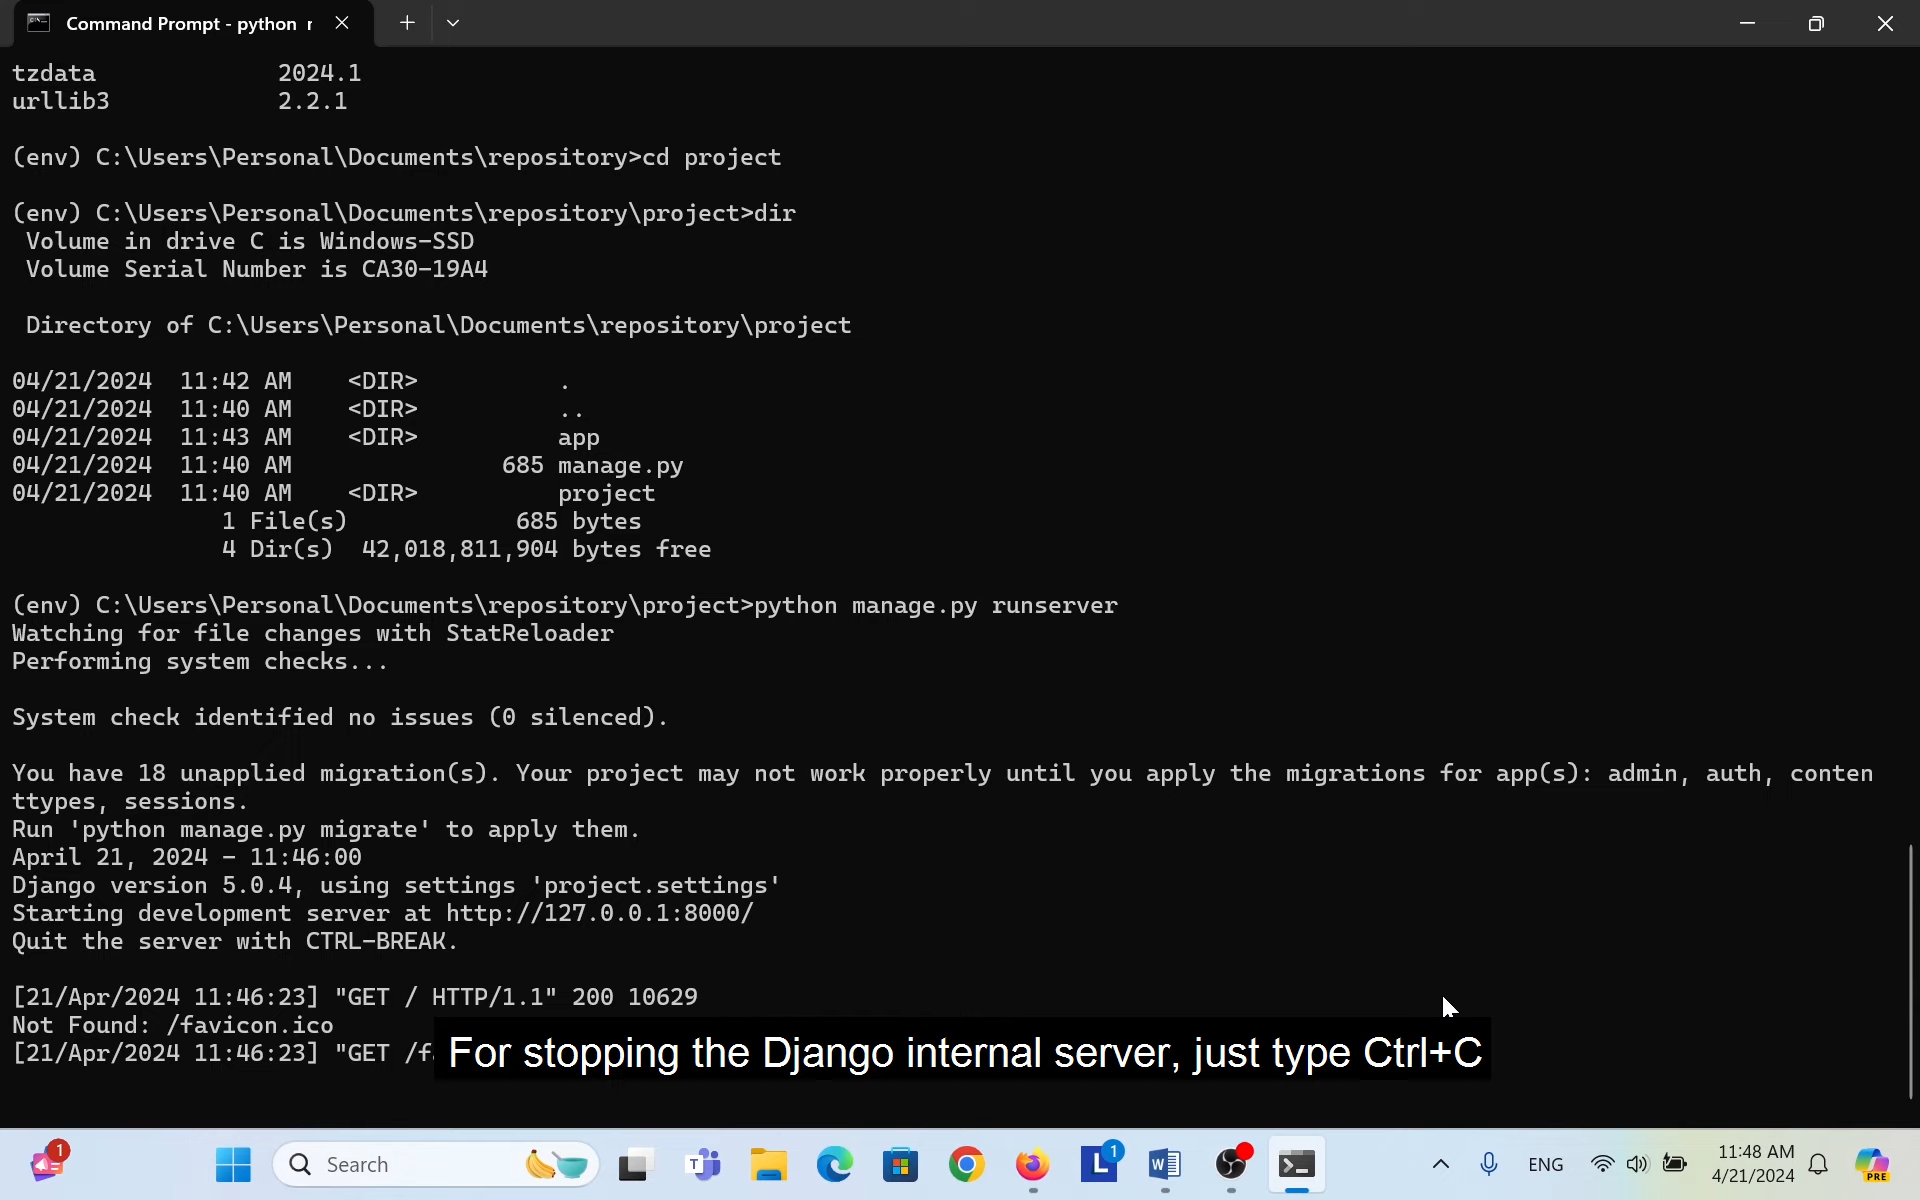 Command Prompt - python r
tzdata 2024.1
urllib3 2.2.1
(env) C:\Users\Personal\Documents\repository>cd project
(env) C:\Users\Personal\Documents\repository\project>dir
Volume in drive C is Windows-SSD
Volume Serial Number is CA30-19A4
Directory of C:\Users\Personal\Documents\repository\project
04/21/2024 11:42 AM <DIR> .
04/21/2024 11:40 AM <DIR> ..
04/21/2024 11:43 AM <DIR> app
04/21/2024 11:40 AM 685 manage.py
04/21/2024 11:40 AM <DIR> project
1 File(s) 685 bytes
4 Dir(s) 42,018,811,904 bytes free
(env) C:\Users\Personal\Documents\repository\project>python manage.py runserver
Watching for file changes with StatReloader
Performing system checks...
System check identified no issues (0 silenced).
You have 18 unapplied migration(s). Your project may not work properly until you apply the migrations for app(s): admin, auth, conten
ttypes, sessions.
Run 'python manage.py migrate' to apply them.
April 21, 2024 - 11:46:00
Django version 5.0.4, using settings 'project.settings'
Starting development server at http://127.0.0.1:8000/
Quit the server with CTRL-BREAK.
[21/Apr/2024 11:46:23] "GET / HTTP/1.1" 200 10629
Not Found: /favicon.ico
[21/Apr/2024 11:46:23] "GET /f
For stopping the Django internal server, just type Ctrl+C
1
Search
T
L
1
W
ENG
11:48 AM
4/21/2024
PRE